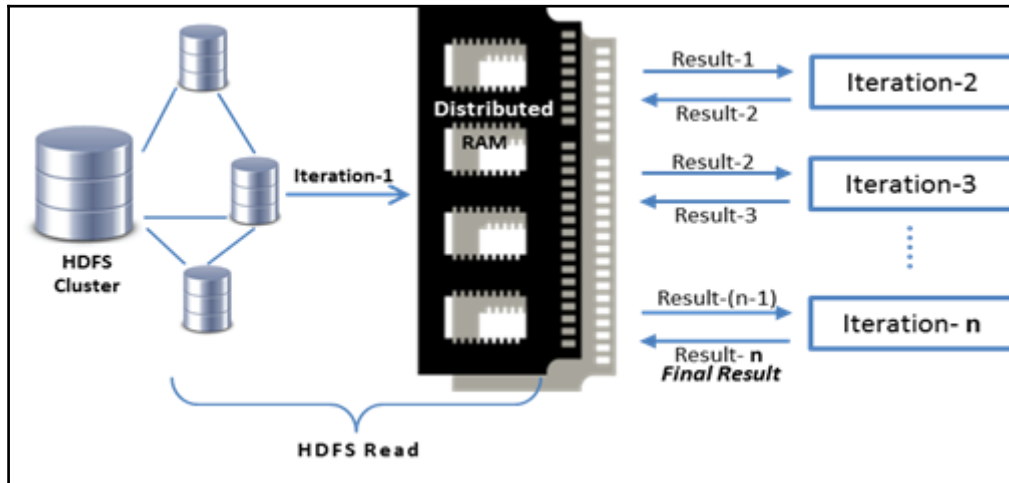 HDFS
Cluster
Iteration-1
Distributed
RAM
Result-1
Result-2
Iteration-2
Result-2
Result-3
Iteration-3
Result-(n-1)
Result- n
Final Result
Iteration- n
HDFS Read